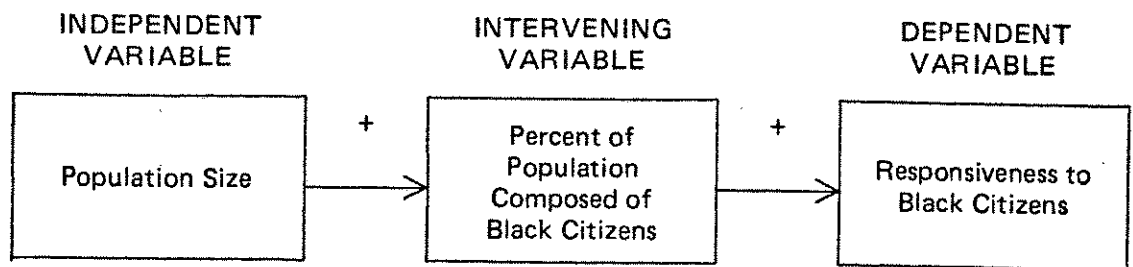 INDEPENDENT
VARIABLE
INTERVENING
VARIABLE
DEPENDENT
VARIABLE
Population Size
+
Percent of
Population
Composed of
Black Citizens
+
Responsiveness to
Black Citizens